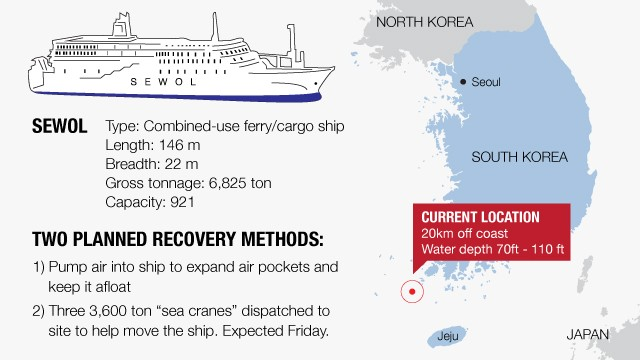 SEWOL
SEWOL
Type: Combined-use ferry/cargo ship
Length: 146 m
Breadth: 22 m
Gross tonnage: 6,825 ton
Capacity: 921
TWO PLANNED RECOVERY METHODS:
1) Pump air into ship to expand air pockets and
keep it afloat
2) Three 3,600 ton “sea cranes” dispatched to
site to help move the ship. Expected Friday.
NORTH KOREA
Seoul
SOUTH KOREA
CURRENT LOCATION
20km off coast
Water depth 70ft - 110 ft
Jeju
JAPAN